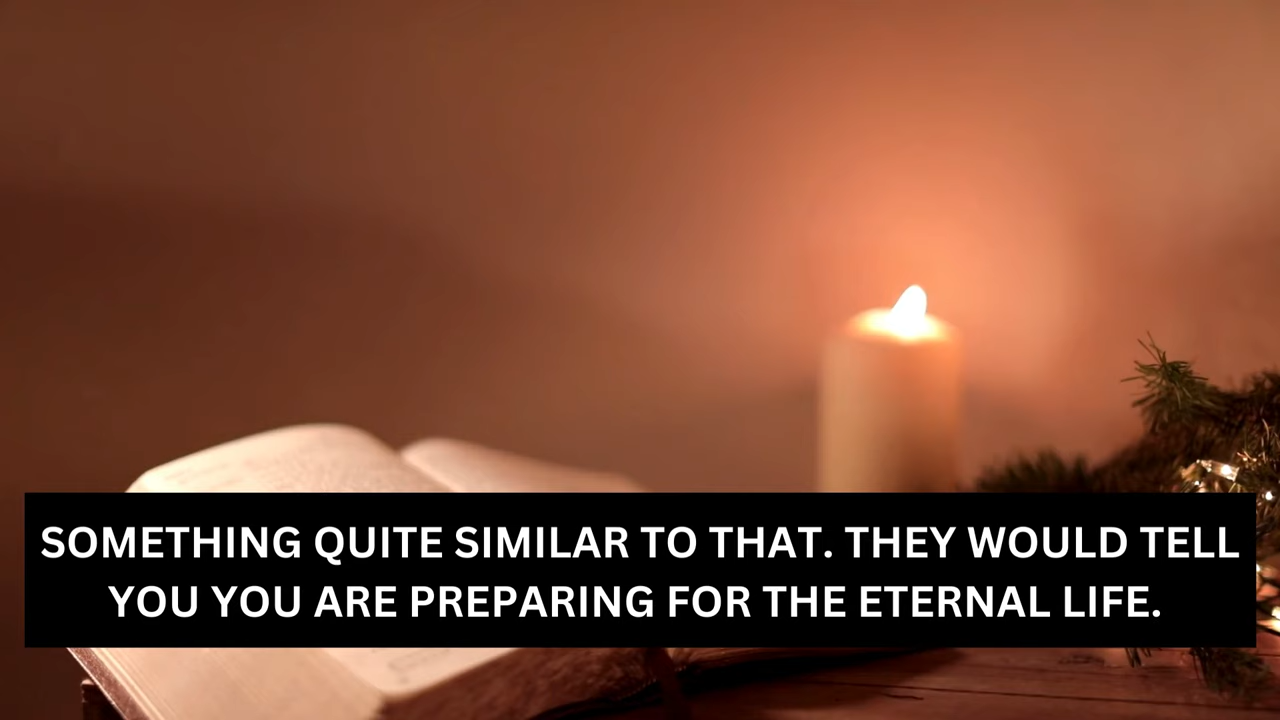 SOMETHING QUITE SIMILAR TO THAT. THEY WOULD TELL
YOU YOU ARE PREPARING FOR THE ETERNAL LIFE.